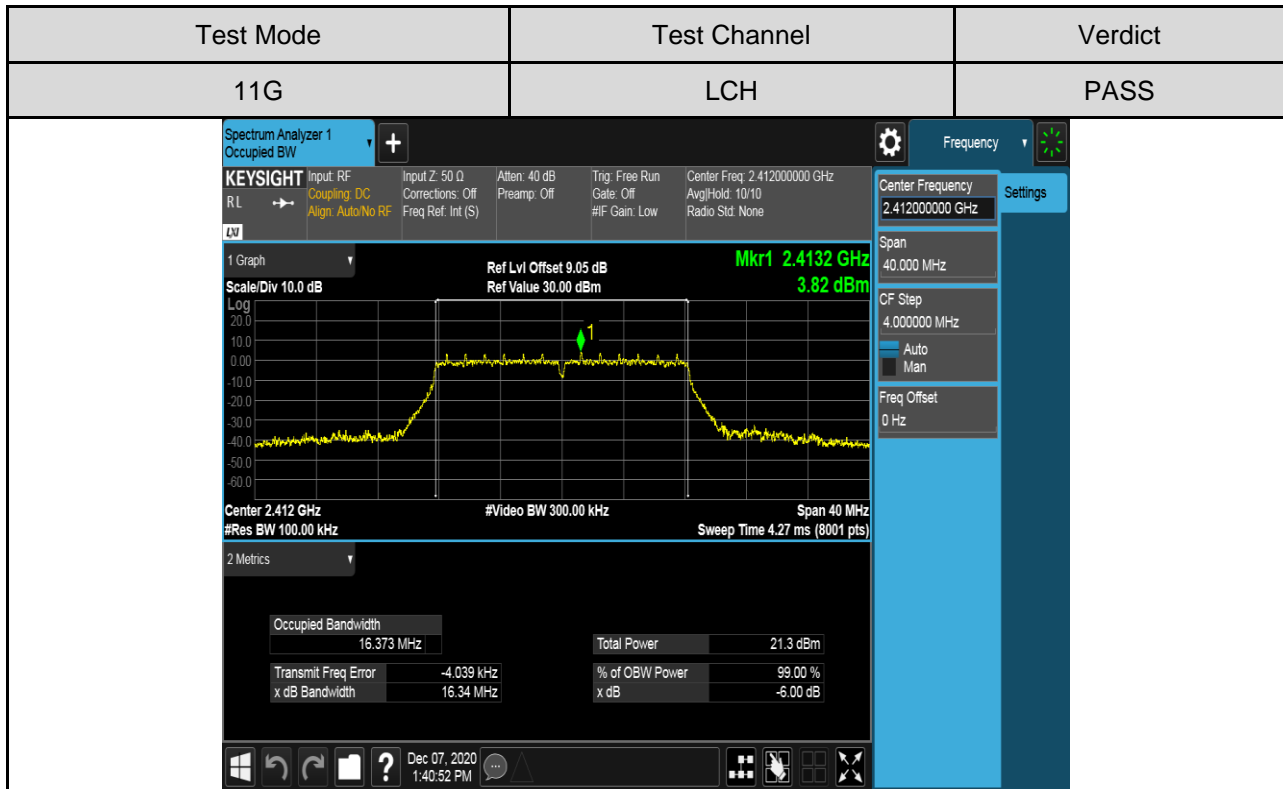 Test Mode Test Channel Verdict
11G LCH PASS
Spectrum Analyzer 1
Occupied BW
+
Frequency
KEYSIGHT Input: RF Input Z: 50 Ω Atten: 40 dB Trig: Free Run Center Freq: 2.412000000 GHz
RL Coupling: DC Corrections: Off Preamp: Off Gate: Off Avg|Hold: 10/10
Align: Auto/No RF Freq Ref: Int (S) #IF Gain: Low Radio Std: None
LXI
Center Frequency
2.412000000 GHz
Settings
Span
40.000 MHz
CF Step
4.000000 MHz
Auto
Man
Freq Offset
0 Hz
1 Graph
Ref Lvl Offset 9.05 dB
Mkr1 2.4132 GHz
Scale/Div 10.0 dB
Ref Value 30.00 dBm
3.82 dBm
Log
20.0
10.0
1
0.00
-10.0
-20.0
-30.0
-40.0
-50.0
-60.0
Center 2.412 GHz #Video BW 300.00 kHz Span 40 MHz
#Res BW 100.00 kHz Sweep Time 4.27 ms (8001 pts)
2 Metrics
Occupied Bandwidth
16.373 MHz Total Power 21.3 dBm
Transmit Freq Error -4.039 kHz % of OBW Power 99.00 %
x dB Bandwidth 16.34 MHz x dB -6.00 dB
? Dec 07, 2020
1:40:52 PM